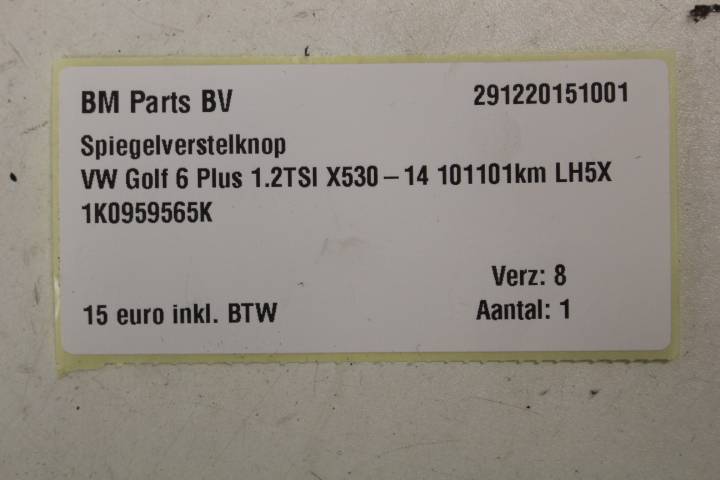 BM Parts BV 291220151001
Spiegelverstelknop
VW Golf 6 Plus 1.2TSI X530-14 101101km LH5X
1K0959565K
Verz: 8
15 euro inkl. BTW Aantal: 1